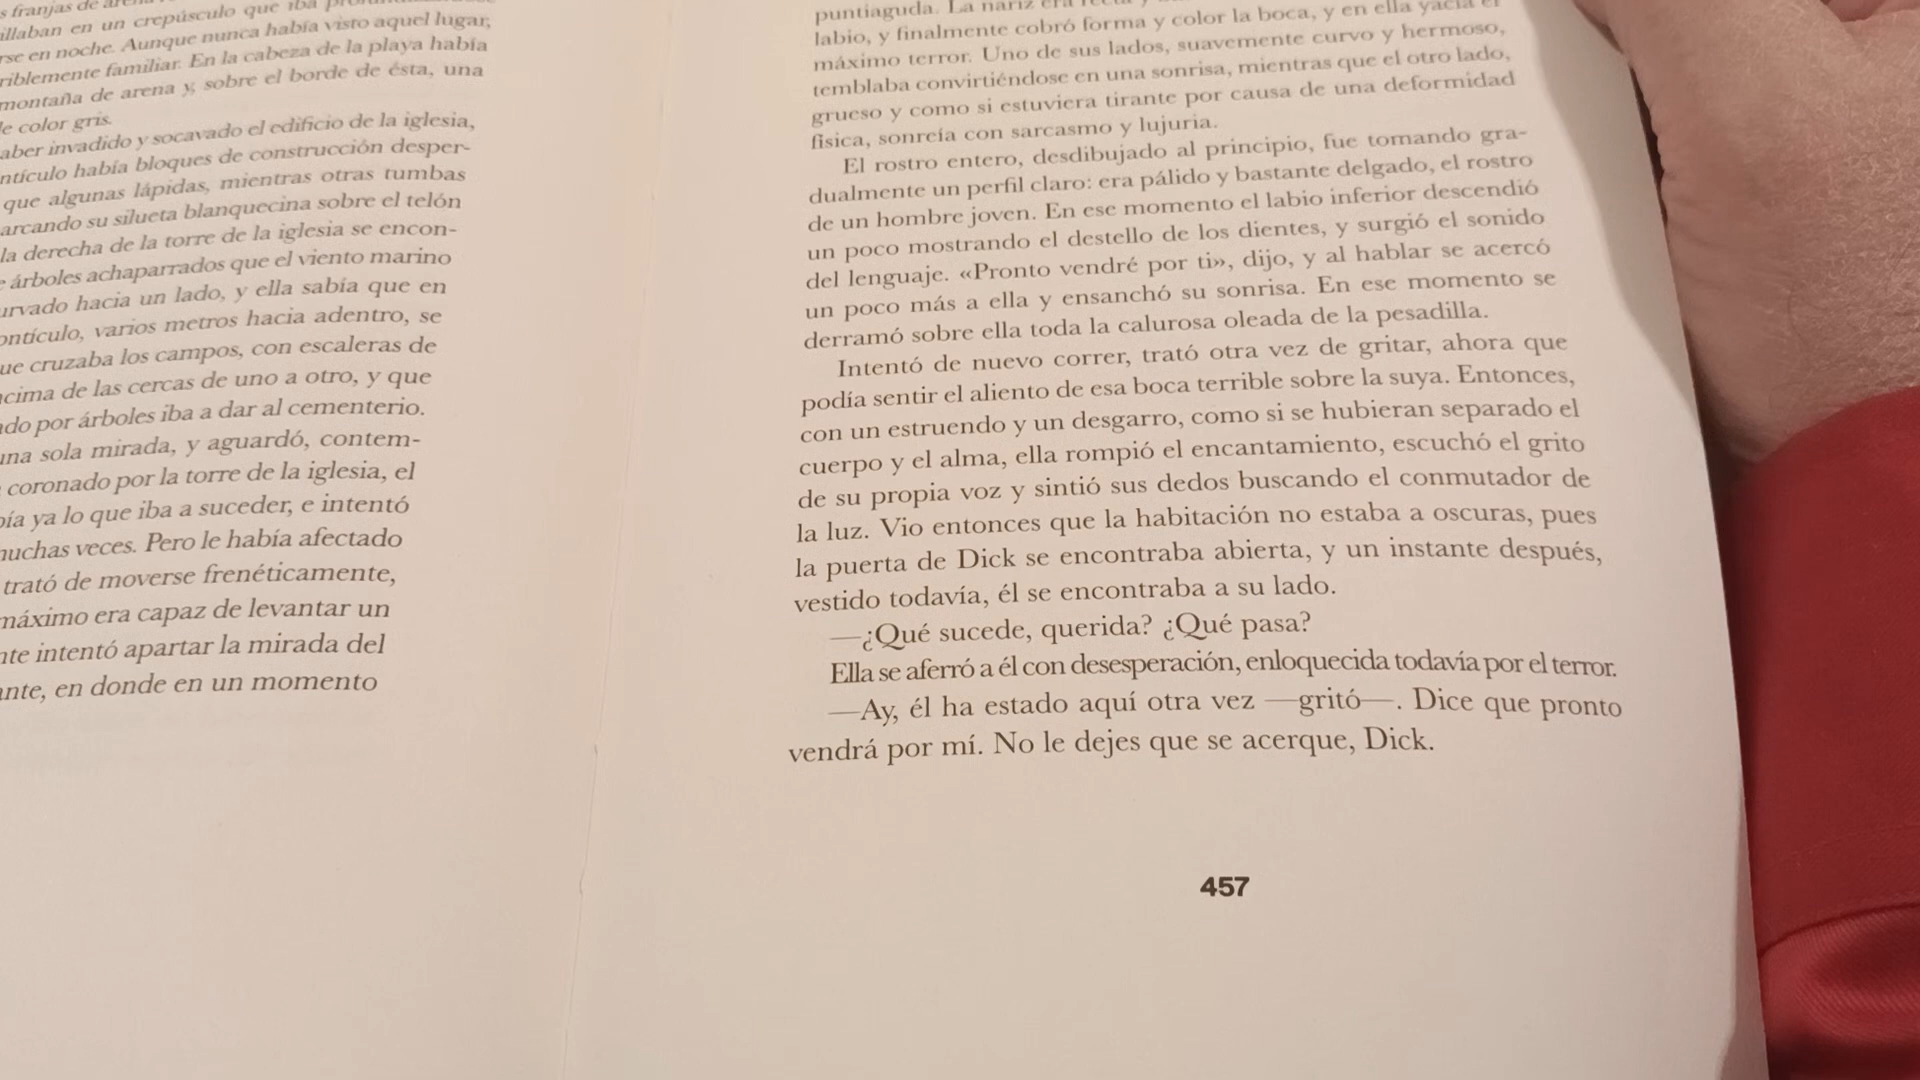 illaban en un crepúsculo que iba
rse en noche. Aunque nunca había visto aquel lugar,
riblemente familiar. En la cabeza de la playa había
montaña de arena y, sobre el borde de ésta, una
le color gris.
aber invadido y socavado el edificio de la iglesia,
ntículo había bloques de construcción desper-
que algunas lápidas, mientras otras tumbas
arcando su silueta blanquecina sobre el telón
la derecha de la torre de la iglesia se encon-
e árboles achaparrados que el viento marino
urvado hacia un lado, y ella sabía que en
ontículo, varios metros hacia adentro, se
ue cruzaba los campos, con escaleras de
ncima de las cercas de uno a otro, y que
ado por árboles iba a dar al cementerio.
una sola mirada, y aguardó, contem-
coronado por la torre de la iglesia, el
bía ya lo que iba a suceder, e intentó
muchas veces. Pero le había afectado
trató de moverse frenéticamente,
máximo era capaz de levantar un
nte intentó apartar la mirada del
ante, en donde en un momento
puntiaguda. La nariz era
labio, y finalmente cobró forma y color la boca, y en ella yacía el
máximo terror. Uno de sus lados, suavemente curvo y hermoso,
temblaba convirtiéndose en una sonrisa, mientras que el otro lado,
grueso y como si estuviera tirante por causa de una deformidad
física, sonreía con sarcasmo y lujuria.
El rostro entero, desdibujado al principio, fue tomando gra-
dualmente un perfil claro: era pálido y bastante delgado, el rostro
de un hombre joven. En ese momento el labio inferior descendió
un poco mostrando el destello de los dientes, y surgió el sonido
del lenguaje. «Pronto vendré por ti», dijo, y al hablar se acercó
un poco más a ella y ensanchó su sonrisa. En ese momento se
derramó sobre ella toda la calurosa oleada de la pesadilla.
Intentó de nuevo correr, trató otra vez de gritar, ahora que
podía sentir el aliento de esa boca terrible sobre la suya. Entonces,
con un estruendo y un desgarro, como si se hubieran separado el
cuerpo y el alma, ella rompió el encantamiento, escuchó el grito
de su propia voz y sintió sus dedos buscando el conmutador de
la luz. Vio entonces que la habitación no estaba a oscuras, pues
la puerta de Dick se encontraba abierta, y un instante después,
vestido todavía, él se encontraba a su lado.
—¿Qué sucede, querida? ¿Qué pasa?
Ella se aferró a él con desesperación, enloquecida todavía por el terror.
—Ay, él ha estado aquí otra vez —gritó—. Dice que pronto
vendrá por mí. No le dejes que se acerque, Dick.
457